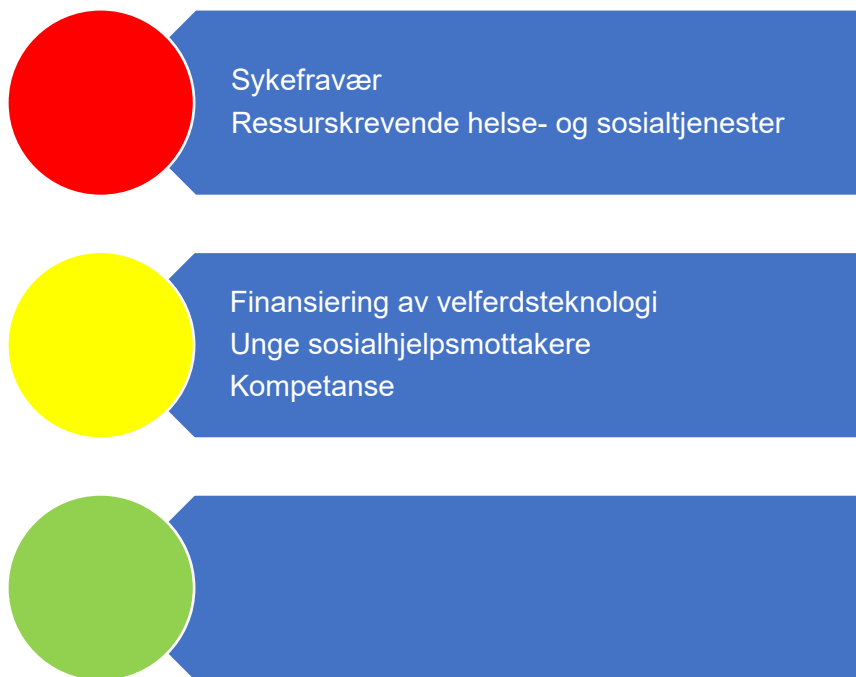 Sykefravær
Ressurskrevende helse- og sosialtjenester
Finansiering av velferdsteknologi
Unge sosialhjelpsmottakere
Kompetanse